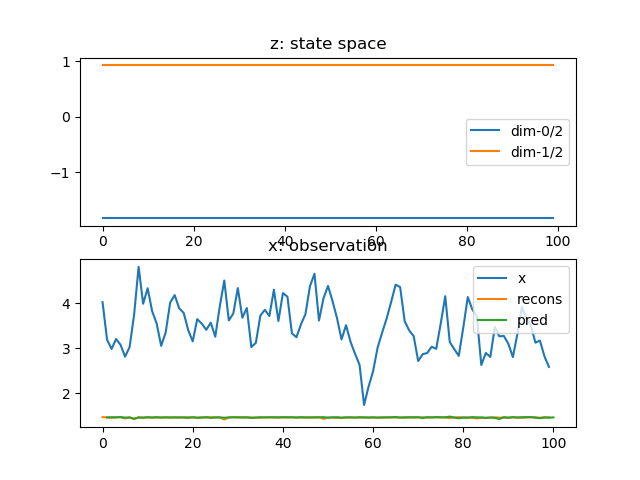 z: state space
1
0
−1
dim-0/2
dim-1/2
0 20 40 60 80 100
x: observation
4
3
2
x
recons
pred
0 20 40 60 80 100